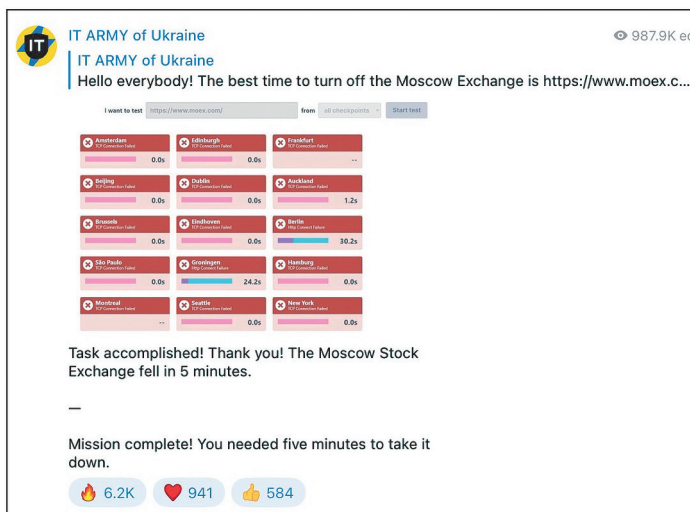 IT ARMY of Ukraine
987.9K ed
IT
IT ARMY of Ukraine
Hello everybody! The best time to turn off the Moscow Exchange is https://www.moex.c...
I want to test https://www.moex.com/ from all checkpoints Start test
Amsterdam Edinburgh Frankfurt
TCP Connection Failed TCP Connection Failed TCP Connection Failed
0.0s 0.0s --
Beijing Dublin Auckland
TCP Connection Failed TCP Connection Failed TCP Connection Failed
0.0s 0.0s 1.2s
Brussels Eindhoven Berlin
TCP Connection Failed TCP Connection Failed Http Connect Failure
0.0s 0.0s 30.2s
São Paulo Groningen Hamburg
TCP Connection Failed Http Connect Failure TCP Connection Failed
0.0s 24.2s 0.0s
Montreal Seattle New York
TCP Connection Failed TCP Connection Failed TCP Connection Failed
-- 0.0s 0.0s
Task accomplished! Thank you! The Moscow Stock
Exchange fell in 5 minutes.
—
Mission complete! You needed five minutes to take it
down.
6.2K 941 584